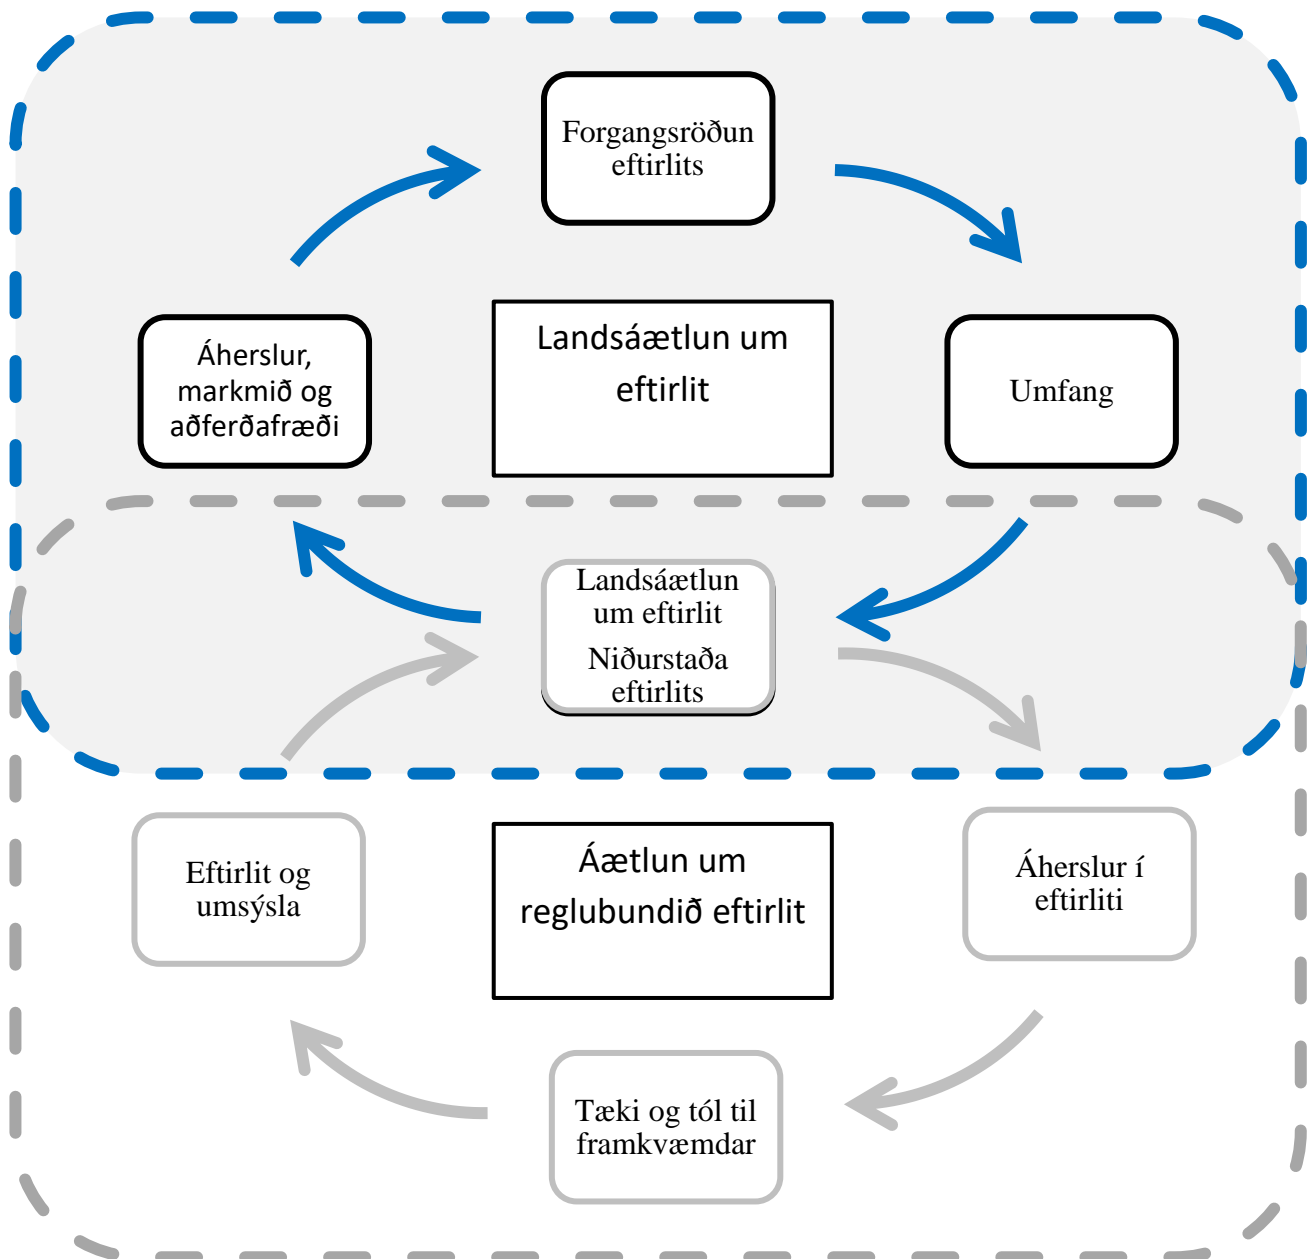 Forgangsröðun
eftirlits
Áherslur,
markmið og
aðferðafræði
Landsáætlun um
eftirlit
Umfang
Landsáætlun
um eftirlit
Niðurstaða
eftirlits
Eftirlit og
umsýsla
Áætlun um
reglubundið eftirlit
Áherslur í
eftirliti
Tæki og tól til
framkvæmdar